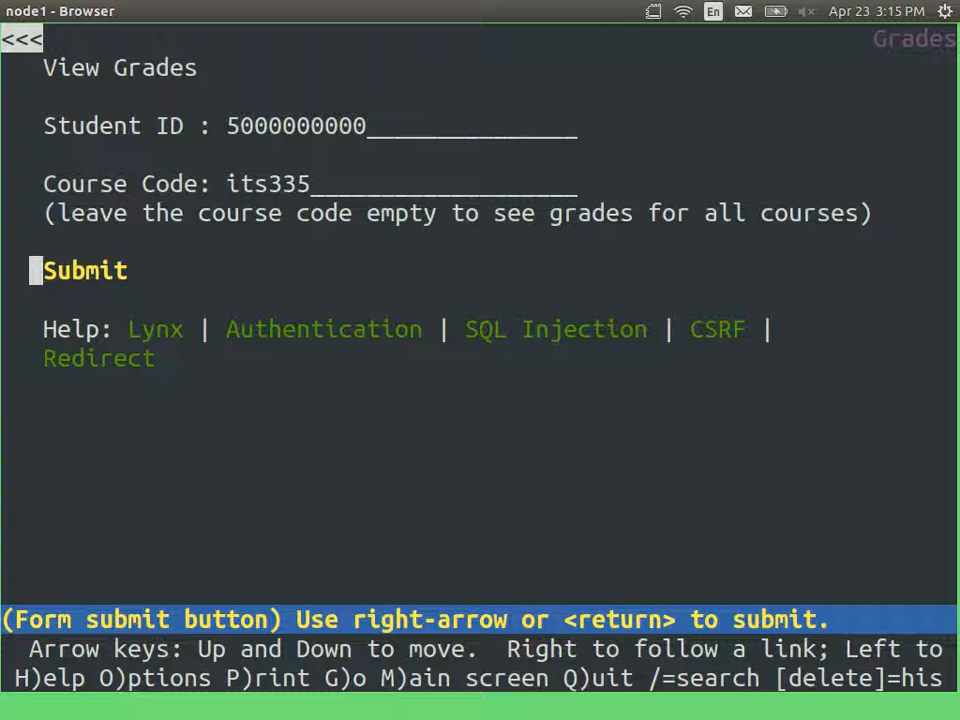 node1 - Browser En Apr 23 3:15 PM
<<< Grades
View Grades
Student ID : 5000000000_______________
Course Code: its335___________________
(leave the course code empty to see grades for all courses)
Submit
Help: Lynx | Authentication | SQL Injection | CSRF |
Redirect
(Form submit button) Use right-arrow or <return> to submit.
Arrow keys: Up and Down to move.  Right to follow a link; Left to
H)elp O)ptions P)rint G)o M)ain screen Q)uit /=search [delete]=his